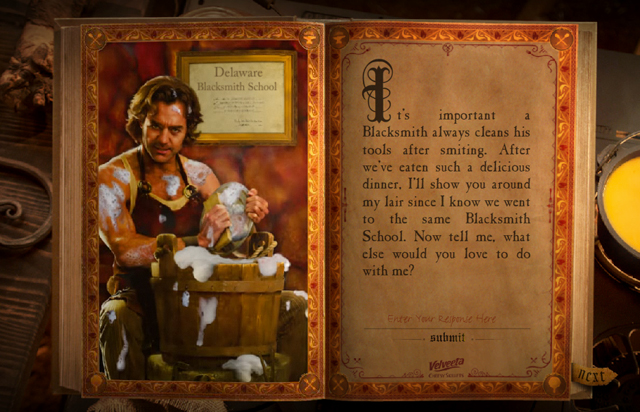 Delaware
Blacksmith School
It's important a
Blacksmith always cleans his
tools after smiting. After
we've eaten such a delicious
dinner, I'll show you around
my lair since I know we went
to the same Blacksmith
School. Now tell me, what
else would you love to do
with me?
Enter Your Response Here
submit
Velveeta
next